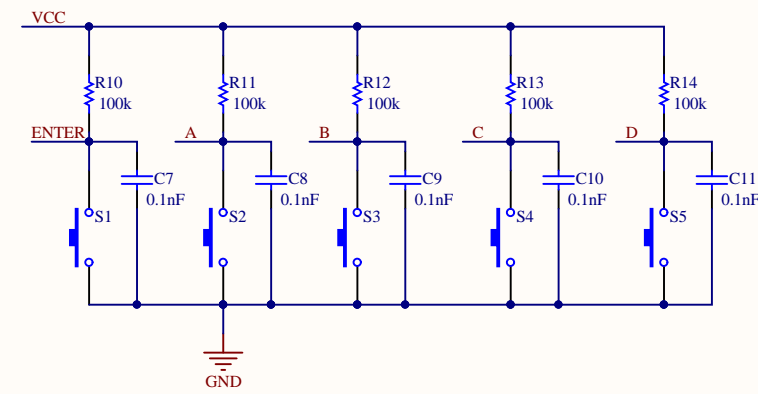 VCC
R10 R11 R12 R13 R14
100k 100k 100k 100k 100k
ENTER A B C D
C7 C8 C9 C10 C11
0.1nF 0.1nF 0.1nF 0.1nF 0.1nF
S1 S2 S3 S4 S5
GND